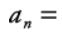 aₙ =